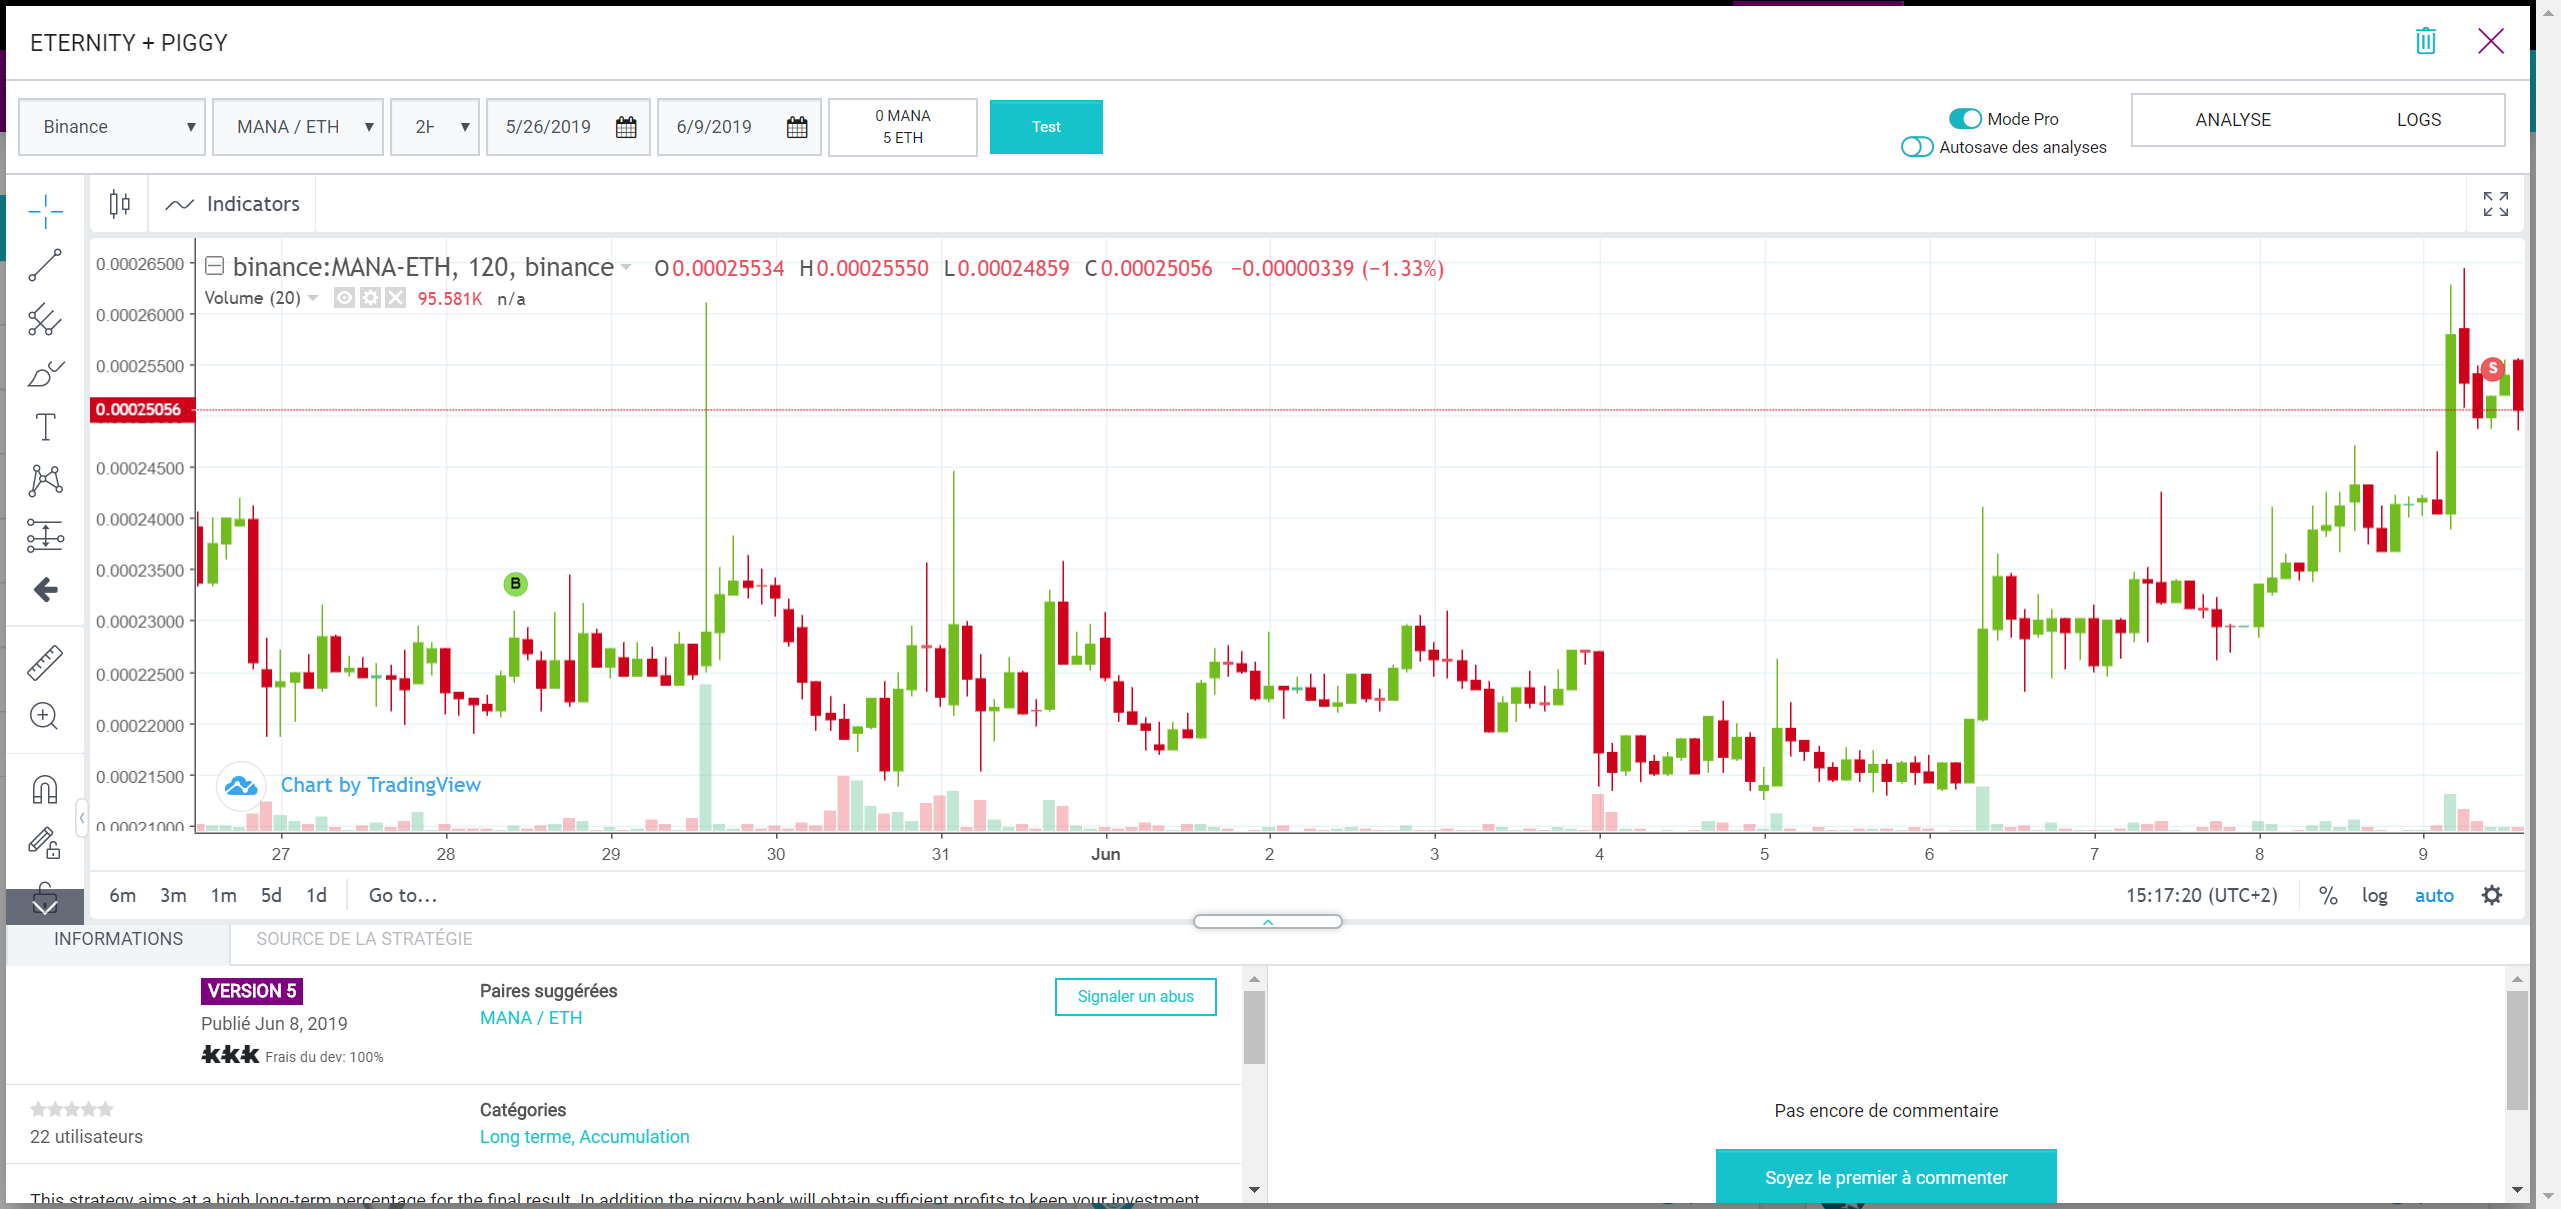 ETERNITY + PIGGY
Binance
MANA / ETH
5/26/2019
6/9/2019
0 MANA
5 ETH
Test
Mode Pro
Autosave des analyses
ANALYSE
LOGS
Indicators
binance:MANA-ETH, 120, binance O0.00025534 H0.00025550 L0.00024859 C0.00025056 −0.00000339 (−1.33%)
Volume (20) 95.581K n/a
0.00026500
0.00026000
0.00025500
0.00025056
0.00024500
0.00024000
0.00023500
0.00023000
0.00022500
0.00022000
0.00021500
0.00021000
B
S
Chart by TradingView
27 28 29 30 31 Jun 2 3 4 5 6 7 8 9
6m 3m 1m 5d 1d Go to...
15:17:20 (UTC+2) % log auto
INFORMATIONS
SOURCE DE LA STRATÉGIE
VERSION 5
Publié Jun 8, 2019
Frais du dev: 100%
Paires suggérées
MANA / ETH
Signaler un abus
22 utilisateurs
Catégories
Long terme, Accumulation
Pas encore de commentaire
Soyez le premier à commenter
This strategy aims at a high long-term percentage for the final result. In addition the piggy bank will obtain sufficient profits to keep your investment